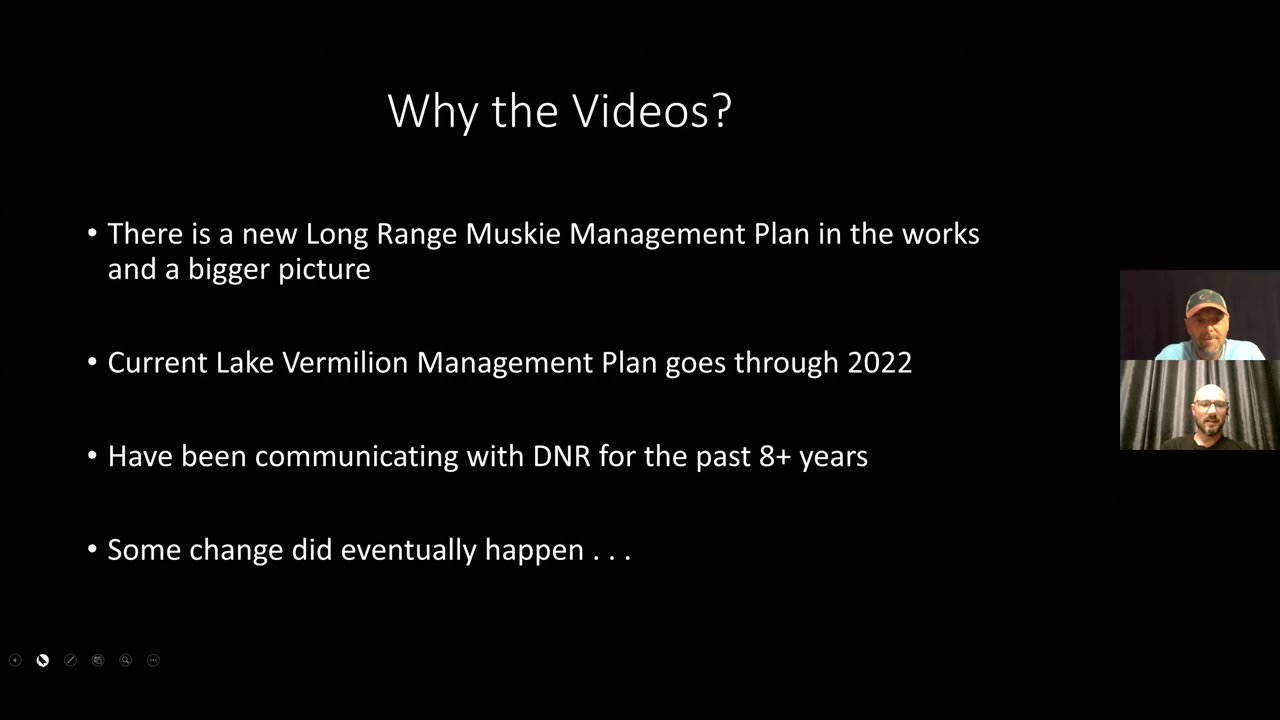 Why the Videos?
• There is a new Long Range Muskie Management Plan in the works
and a bigger picture
• Current Lake Vermilion Management Plan goes through 2022
• Have been communicating with DNR for the past 8+ years
• Some change did eventually happen . . .